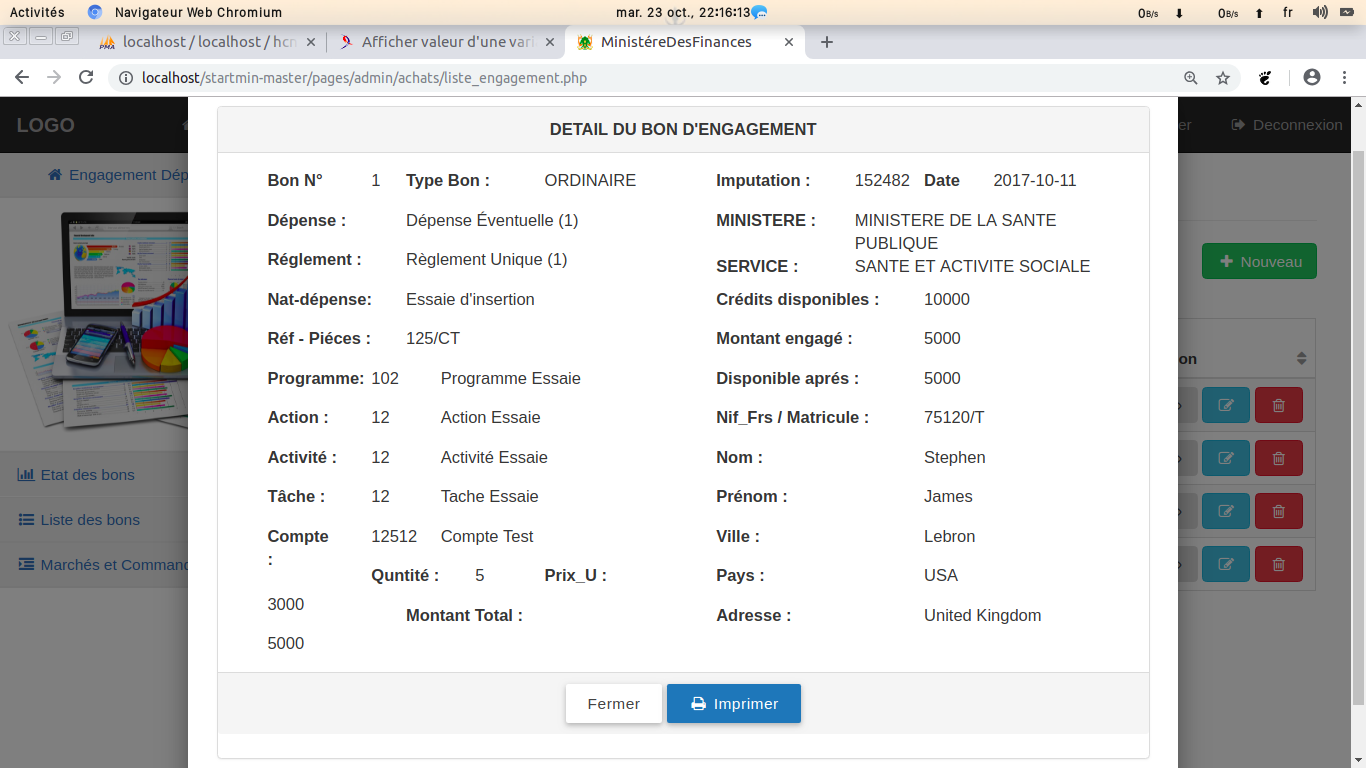 Activités Navigateur Web Chromium mar. 23 oct., 22:16:13 0B/s 0B/s fr
PMA localhost / localhost / hcm Afficher valeur d'une vari MinistéreDesFinances
localhost/startmin-master/pages/admin/achats/liste_engagement.php
LOGO er Deconnexion
DETAIL DU BON D'ENGAGEMENT
Engagement Dép
Bon N° 1 Type Bon : ORDINAIRE Imputation : 152482 Date 2017-10-11
Dépense : Dépense Éventuelle (1) MINISTERE : MINISTERE DE LA SANTE
PUBLIQUE
Réglement : Règlement Unique (1) SERVICE : SANTE ET ACTIVITE SOCIALE
Nouveau
Nat-dépense: Essaie d'insertion Crédits disponibles : 10000
Réf - Piéces : 125/CT Montant engagé : 5000
on
Programme: 102 Programme Essaie Disponible aprés : 5000
Action : 12 Action Essaie Nif_Frs / Matricule : 75120/T
Activité : 12 Activité Essaie Nom : Stephen
Etat des bons
Tâche : 12 Tache Essaie Prénom : James
Liste des bons
Compte 12512 Compte Test Ville : Lebron
:
Marchés et Command
Quntité : 5 Prix_U : Pays : USA
3000
Montant Total : Adresse : United Kingdom
5000
Fermer Imprimer